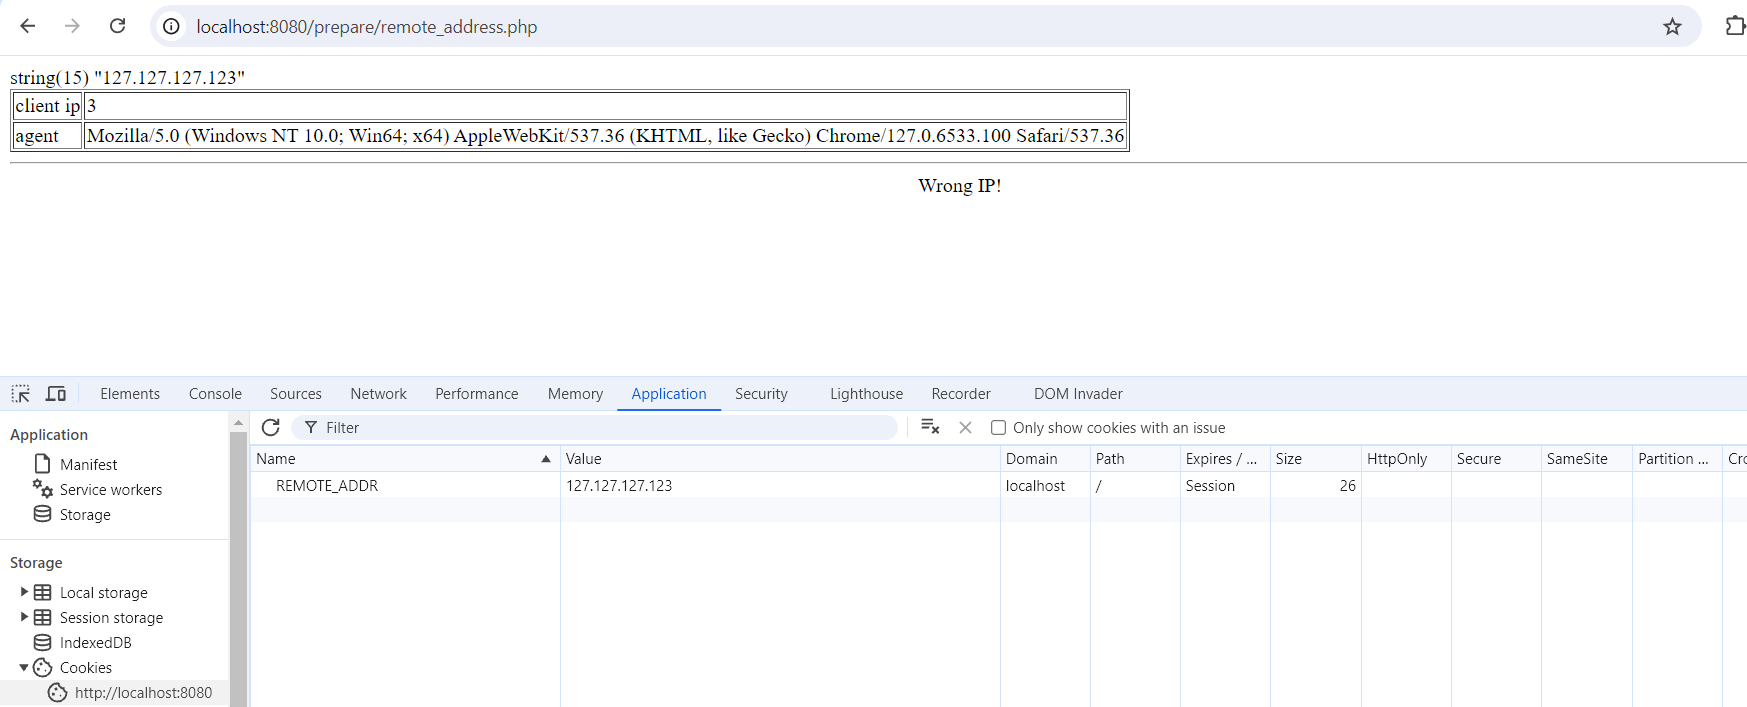 localhost:8080/prepare/remote_address.php
string(15) "127.127.127.123"
client ip 3
agent Mozilla/5.0 (Windows NT 10.0; Win64; x64) AppleWebKit/537.36 (KHTML, like Gecko) Chrome/127.0.6533.100 Safari/537.36
Wrong IP!
Elements Console Sources Network Performance Memory Application Security Lighthouse Recorder DOM Invader
Application
Manifest
Service workers
Storage
Storage
Local storage
Session storage
IndexedDB
Cookies
http://localhost:8080
Filter Only show cookies with an issue
Name Value Domain Path Expires / ... Size HttpOnly Secure SameSite Partition ... Cro
REMOTE_ADDR 127.127.127.123 localhost / Session 26